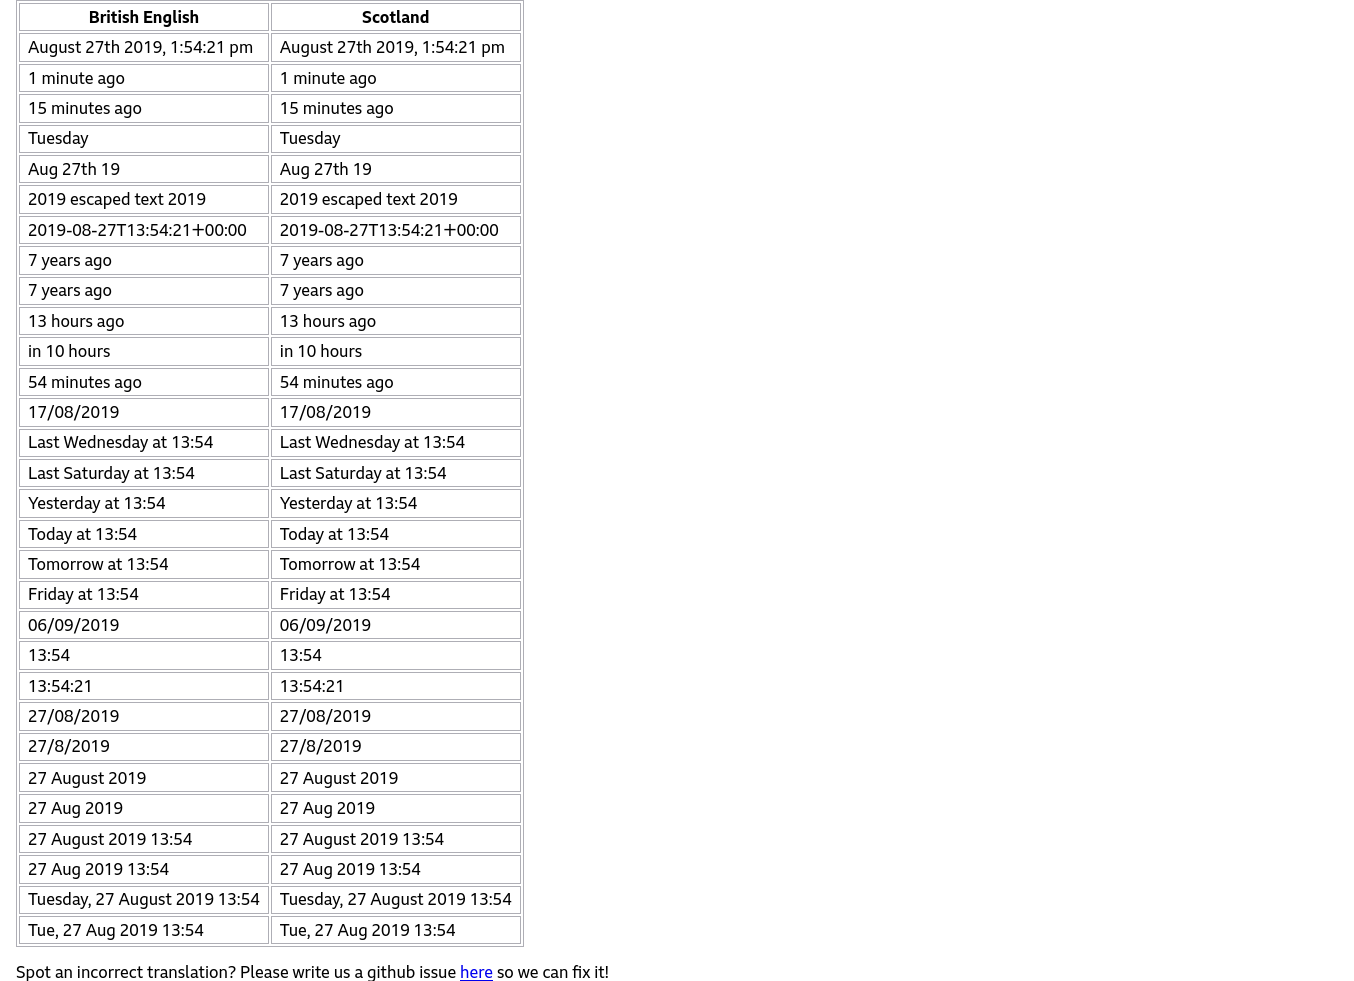 British English Scotland
August 27th 2019, 1:54:21 pm August 27th 2019, 1:54:21 pm
1 minute ago 1 minute ago
15 minutes ago 15 minutes ago
Tuesday Tuesday
Aug 27th 19 Aug 27th 19
2019 escaped text 2019 2019 escaped text 2019
2019-08-27T13:54:21+00:00 2019-08-27T13:54:21+00:00
7 years ago 7 years ago
7 years ago 7 years ago
13 hours ago 13 hours ago
in 10 hours in 10 hours
54 minutes ago 54 minutes ago
17/08/2019 17/08/2019
Last Wednesday at 13:54 Last Wednesday at 13:54
Last Saturday at 13:54 Last Saturday at 13:54
Yesterday at 13:54 Yesterday at 13:54
Today at 13:54 Today at 13:54
Tomorrow at 13:54 Tomorrow at 13:54
Friday at 13:54 Friday at 13:54
06/09/2019 06/09/2019
13:54 13:54
13:54:21 13:54:21
27/08/2019 27/08/2019
27/8/2019 27/8/2019
27 August 2019 27 August 2019
27 Aug 2019 27 Aug 2019
27 August 2019 13:54 27 August 2019 13:54
27 Aug 2019 13:54 27 Aug 2019 13:54
Tuesday, 27 August 2019 13:54 Tuesday, 27 August 2019 13:54
Tue, 27 Aug 2019 13:54 Tue, 27 Aug 2019 13:54
Spot an incorrect translation? Please write us a github issue here so we can fix it!